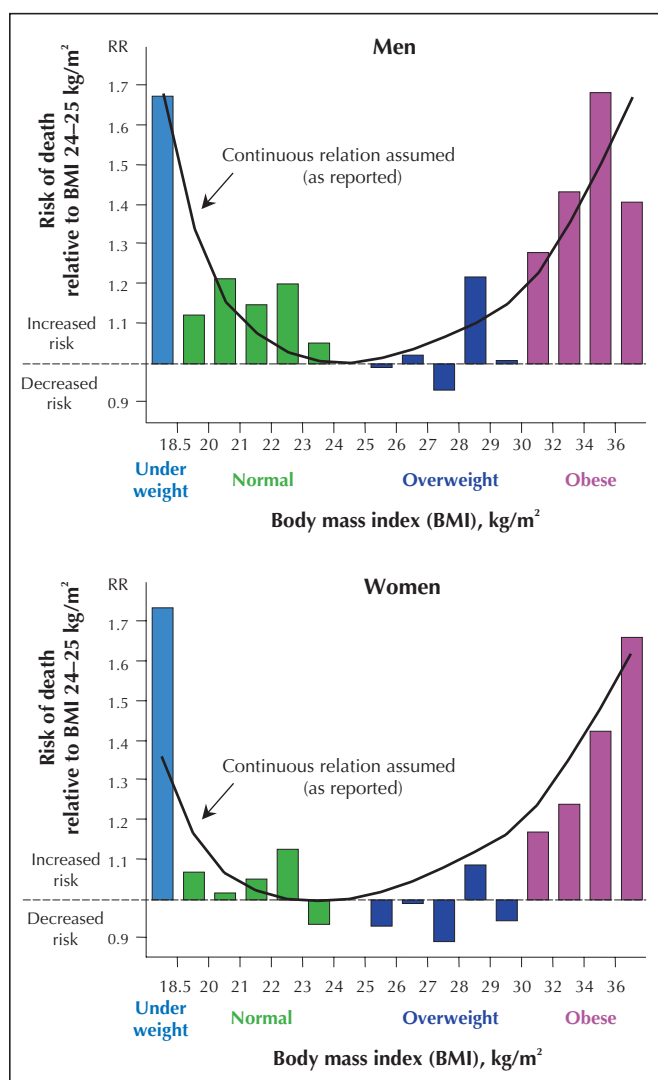 RR
Men
Risk of death
relative to BMI 24–25 kg/m²
1.7
1.6
1.5
1.4
1.3
1.2
1.1
0.9
Continuous relation assumed
(as reported)
Increased
risk
Decreased
risk
18.5 20 21 22 23 24 25 26 27 28 29 30 32 34 36
Under
weight
Normal
Overweight
Obese
Body mass index (BMI), kg/m²
RR
Women
Risk of death
relative to BMI 24–25 kg/m²
1.7
1.6
1.5
1.4
1.3
1.2
1.1
0.9
Continuous relation assumed
(as reported)
Increased
risk
Decreased
risk
18.5 20 21 22 23 24 25 26 27 28 29 30 32 34 36
Under
weight
Normal
Overweight
Obese
Body mass index (BMI), kg/m²